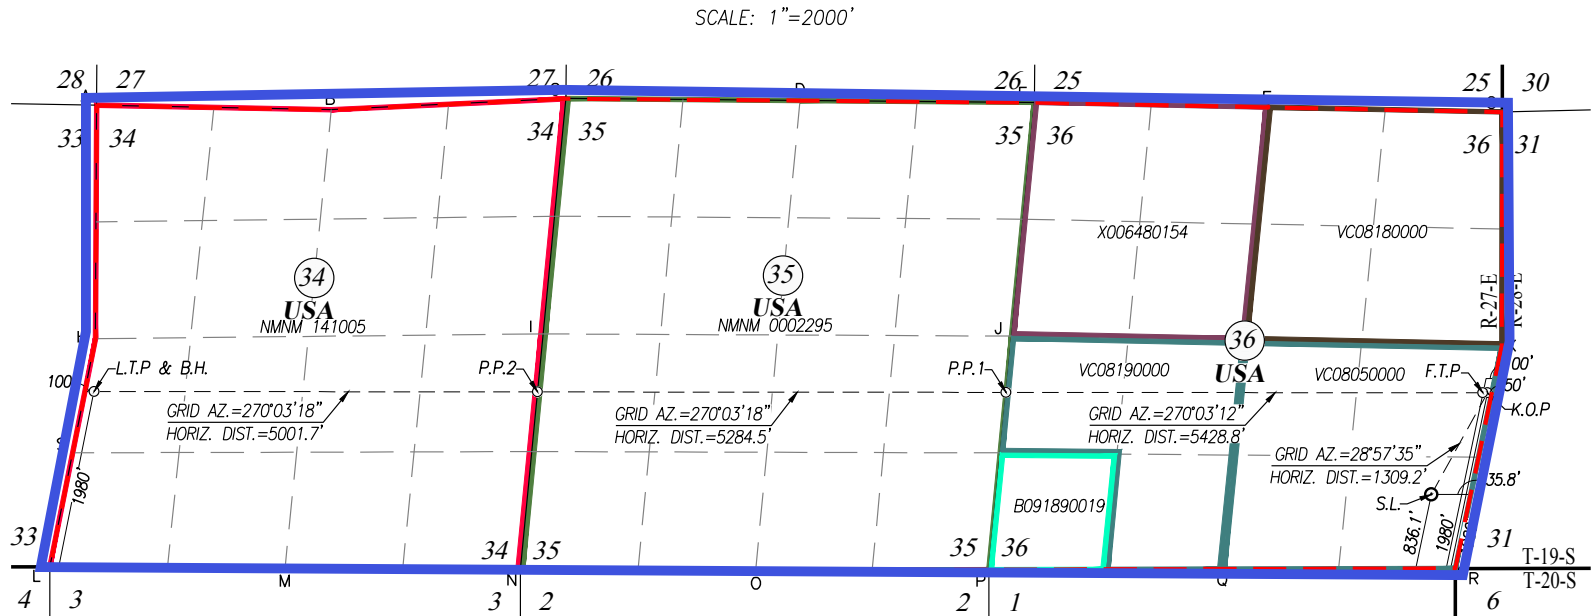 SCALE: 1"=2000'
28 27 27 26 26 25 25 30
B
33 34 34 35 35 36 36 31
X006480154
VC08180000
34
USA
NMNM 141005
35
USA
NMNM 0002295
R-27-E
R-28-E
I
J
36
USA
VC08190000
VC08050000
L.T.P & B.H.
P.P.2
P.P.1
F.T.P
00'
50'
K.O.P
100'
GRID AZ.=270°03'18"
HORIZ. DIST.=5001.7'
GRID AZ.=270°03'18"
HORIZ. DIST.=5284.5'
GRID AZ.=270°03'12"
HORIZ. DIST.=5428.8'
GRID AZ.=28°57'35"
HORIZ. DIST.=1309.2'
1980'
B091890019
S.L.
35.8'
836.1'
1980'
33 34 35 35 36 31
T-19-S
T-20-S
L M N O P Q R
4 3 3 2 2 1 6